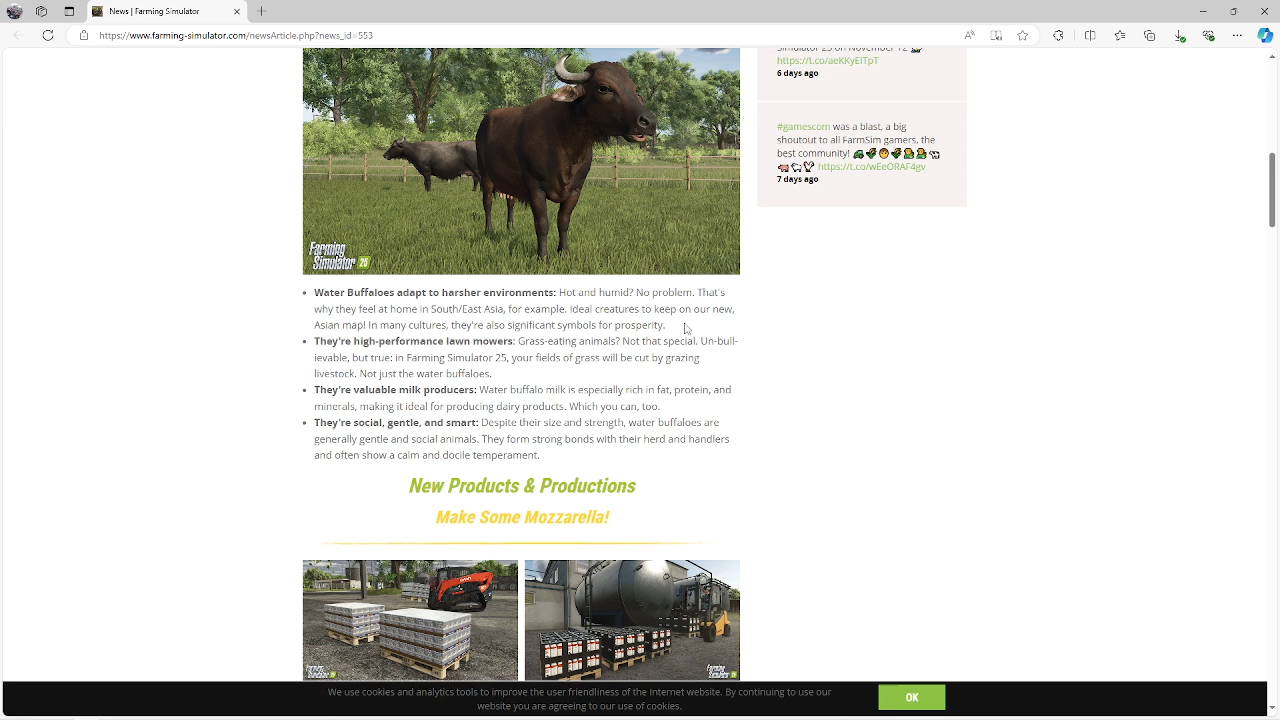 Farming Simulator
https://www.farming-simulator.com/newsArticle.php?news_id=553
Simulator 25 on November 12
https://t.co/aeKKyEITpT
6 days ago
#gamescom was a blast, a big
shoutout to all FarmSim gamers, the
best community! 🚜🌽👨‍🌾🌽👩‍🌾👩‍🌾🐄
🐖🐑🏆 https://t.co/wEeORAF4gv
7 days ago
Farming
Simulator 25
• Water Buffaloes adapt to harsher environments: Hot and humid? No problem. That's
why they feel at home in South/East Asia, for example. Ideal creatures to keep on our new,
Asian map! In many cultures, they're also significant symbols for prosperity.
• They're high-performance lawn mowers: Grass-eating animals? Not that special. Un-bull-
ievable, but true: in Farming Simulator 25, your fields of grass will be cut by grazing
livestock. Not just the water buffaloes.
• They're valuable milk producers: Water buffalo milk is especially rich in fat, protein, and
minerals, making it ideal for producing dairy products. Which you can, too.
• They're social, gentle, and smart: Despite their size and strength, water buffaloes are
generally gentle and social animals. They form strong bonds with their herd and handlers
and often show a calm and docile temperament.
New Products & Productions
Make Some Mozzarella!
We use cookies and analytics tools to improve the user friendliness of the internet website. By continuing to use our
website you are agreeing to our use of cookies.
OK